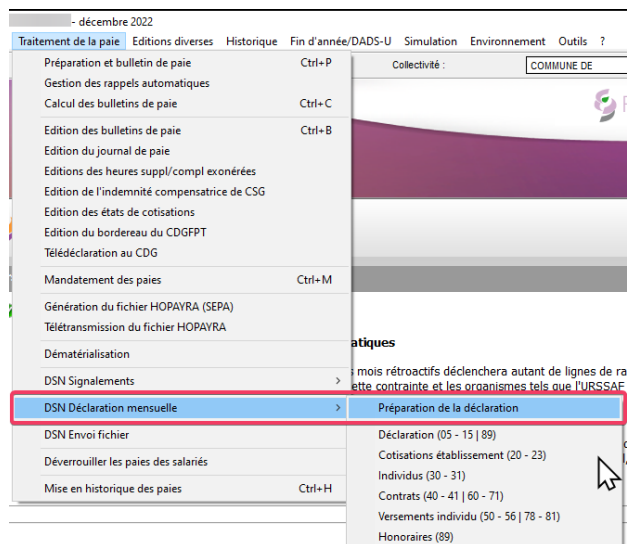 - décembre 2022
Traitement de la paie Editions diverses Historique Fin d'année/DADS-U Simulation Environnement Outils ?
Collectivité : COMMUNE DE
Préparation et bulletin de paie Ctrl+P
Gestion des rappels automatiques
Calcul des bulletins de paie Ctrl+C
Edition des bulletins de paie Ctrl+B
Edition du journal de paie
Editions des heures suppl/compl exonérées
Edition de l'indemnité compensatrice de CSG
Edition des états de cotisations
Edition du bordereau du CDGFPT
Télédéclaration au CDG
Mandatement des paies Ctrl+M
Génération du fichier HOPAYRA (SEPA)
Télétransmission du fichier HOPAYRA
Dématérialisation
DSN Signalements >
DSN Déclaration mensuelle >
DSN Envoi fichier
Déverrouiller les paies des salariés
Mise en historique des paies Ctrl+H
atiques
mois rétroactifs déclenchera autant de lignes de ra
ette contrainte et les organismes tels que l'URSSAF
Préparation de la déclaration
Déclaration (05 - 15 | 89)
Cotisations établissement (20 - 23)
Individus (30 - 31)
Contrats (40 - 41 | 60 - 71)
Versements individu (50 - 56 | 78 - 81)
Honoraires (89)